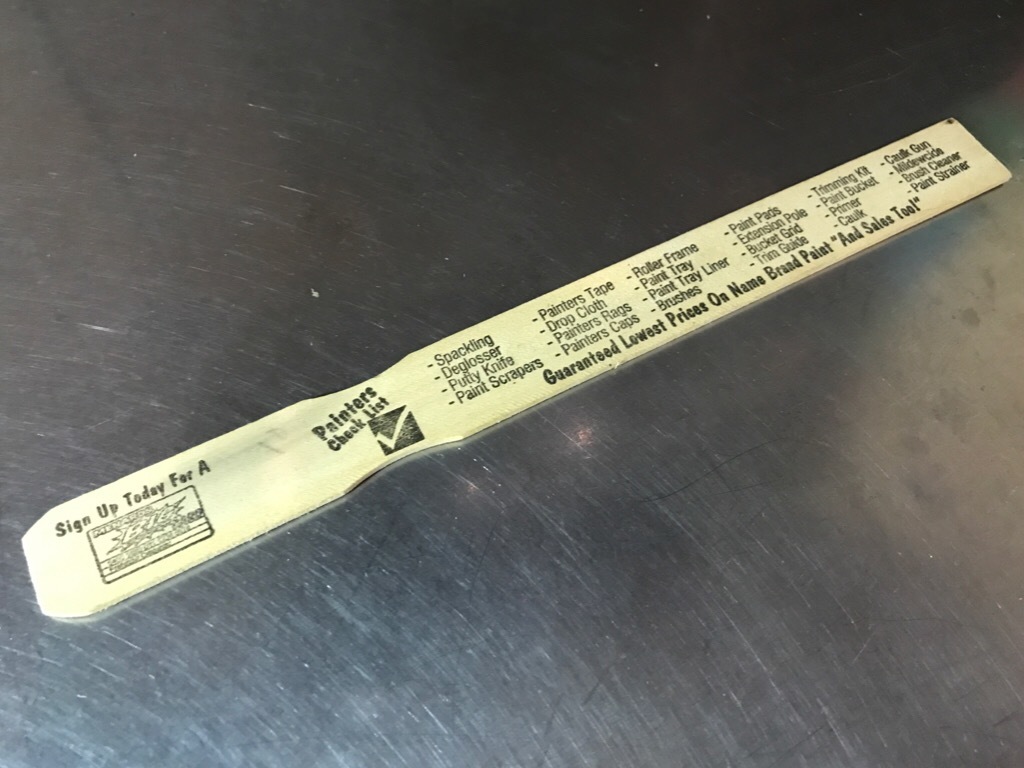 Sign Up Today For A
Painters
Check List
- Spackling
- Deglosser
- Putty Knife
- Paint Scrapers
- Painters Tape
- Drop Cloth
- Painters Rags
- Painters Caps
- Roller Frame
- Paint Tray
- Paint Tray Liner
- Brushes
- Paint Pads
- Extension Pole
- Bucket Grid
- Trim Guide
- Trimming Kit
- Paint Bucket
- Primer
- Caulk
- Caulk Gun
- Mildewcide
- Brush Cleaner
- Paint Strainer
Guaranteed Lowest Prices On Name Brand Paint "And Sales Too!"